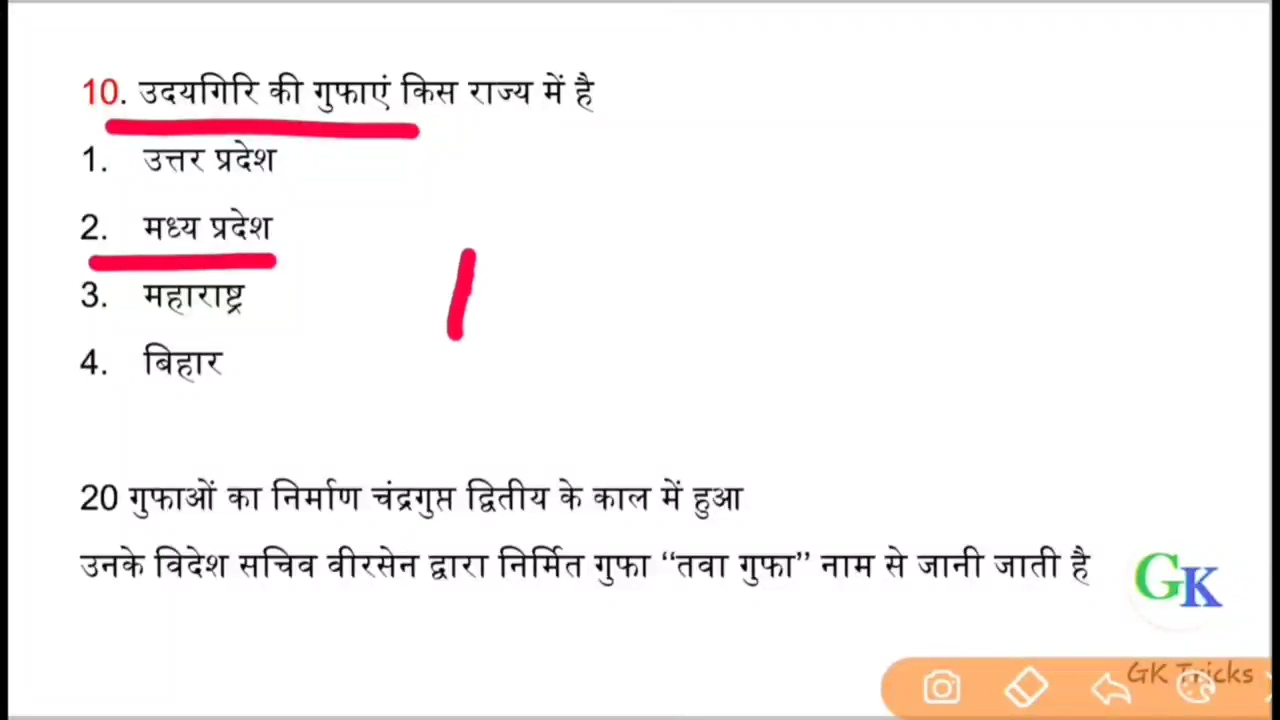 10. उदयगिरि की गुफाएं किस राज्य में है
1. उत्तर प्रदेश
2. मध्य प्रदेश
3. महाराष्ट्र
4. बिहार
20 गुफाओं का निर्माण चंद्रगुप्त द्वितीय के काल में हुआ
उनके विदेश सचिव वीरसेन द्वारा निर्मित गुफा “तवा गुफा” नाम से जानी जाती है
GK
GK Tricks